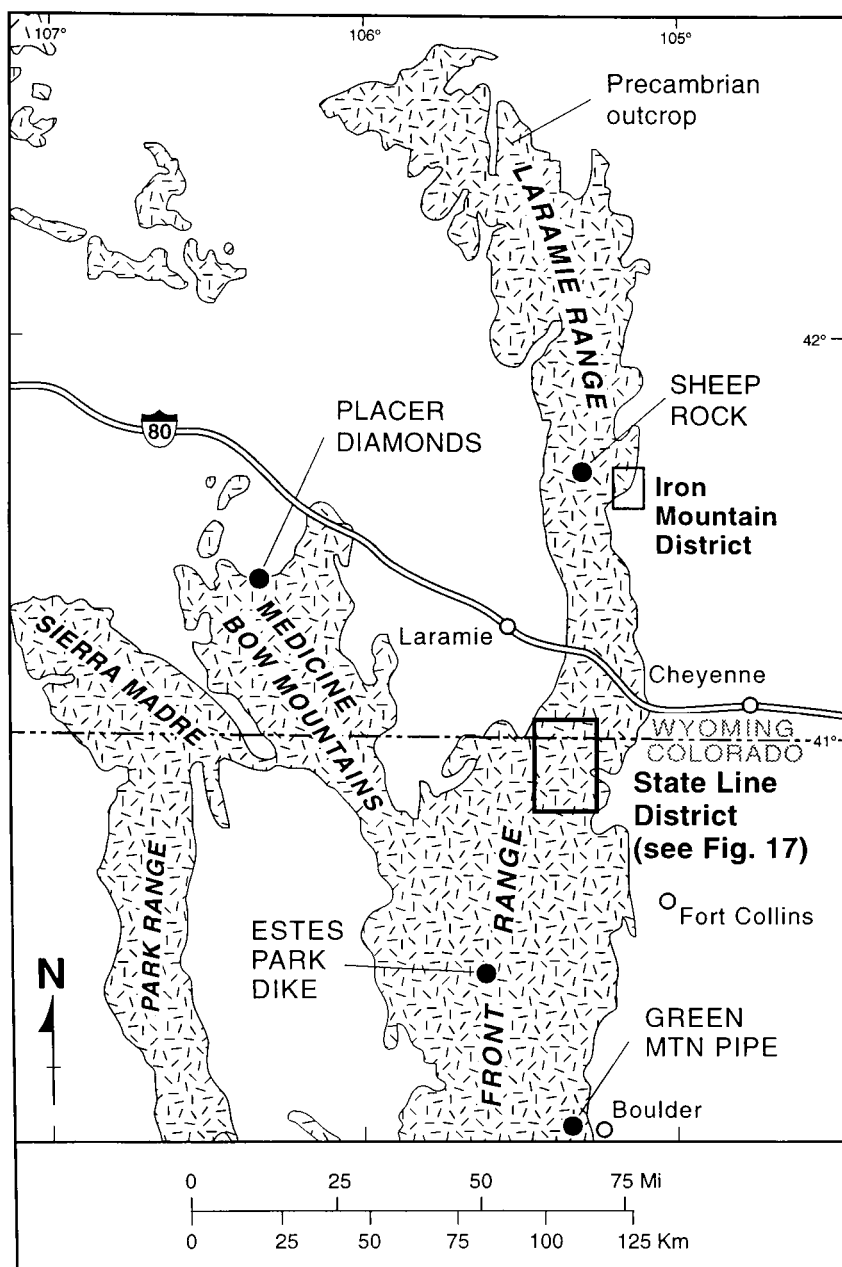 107°
106°
105°
Precambrian
outcrop
LARAMIE RANGE
42°
SHEEP
ROCK
PLACER
DIAMONDS
80
Iron
Mountain
District
MEDICINE
BOW MOUNTAINS
Laramie
SIERRA MADRE
Cheyenne
WYOMING
COLORADO
41°
State Line
District
(see Fig. 17)
PARK RANGE
FRONT RANGE
Fort Collins
ESTES
PARK
DIKE
N
GREEN
MTN PIPE
Boulder
0 25 50 75 Mi
0 25 50 75 100 125 Km